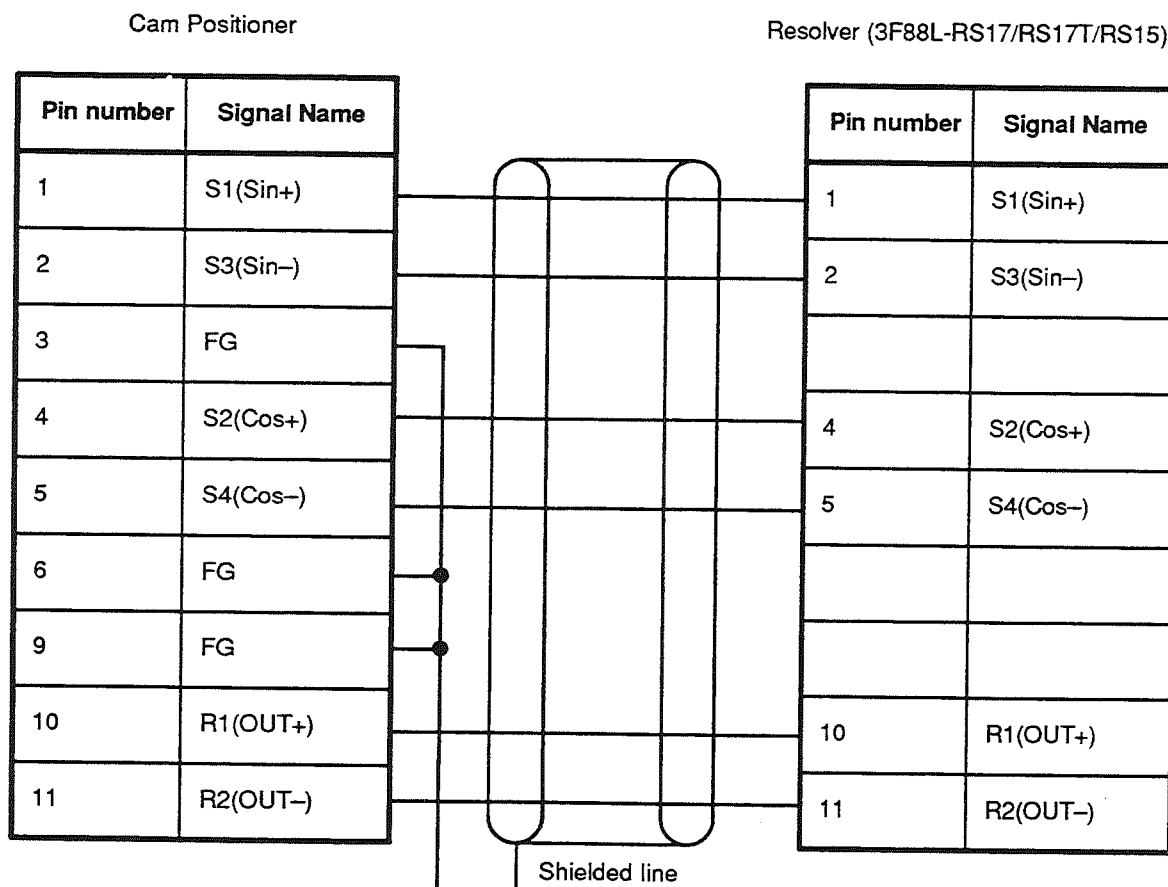 Cam Positioner
Resolver (3F88L-RS17/RS17T/RS15)
Pin number Signal Name
1 S1(Sin+)
2 S3(Sin–)
3 FG
4 S2(Cos+)
5 S4(Cos–)
6 FG
9 FG
10 R1(OUT+)
11 R2(OUT–)
Pin number Signal Name
1 S1(Sin+)
2 S3(Sin–)
4 S2(Cos+)
5 S4(Cos–)
10 R1(OUT+)
11 R2(OUT–)
Shielded line